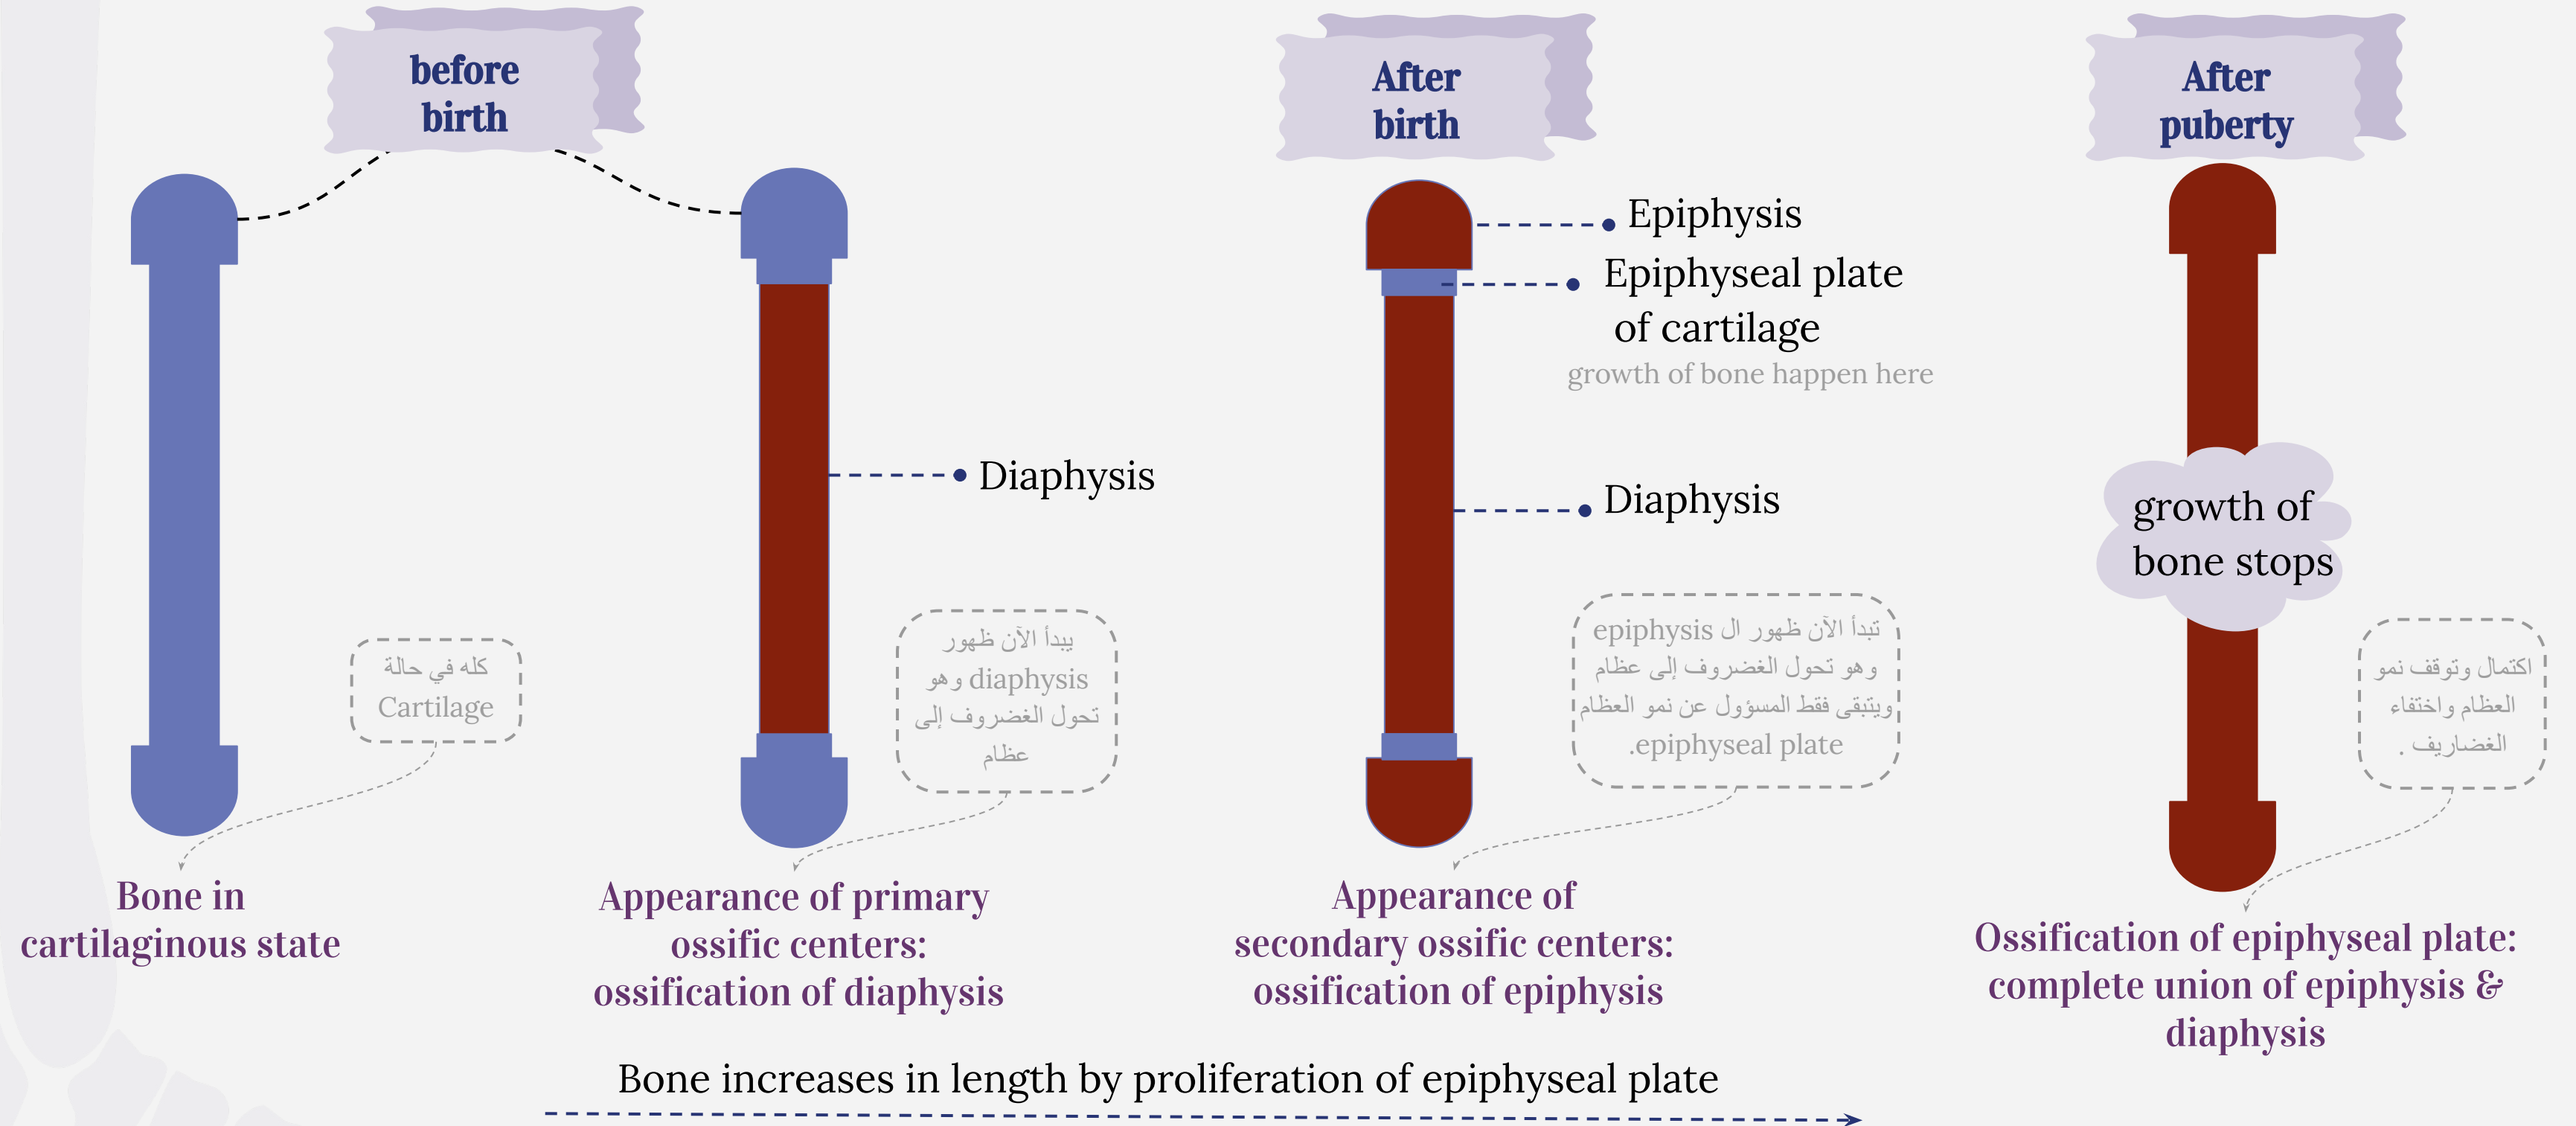 before
birth
After
birth
After
puberty
Epiphysis
Epiphyseal plate
of cartilage
growth of bone happen here
Diaphysis
Diaphysis
growth of
bone stops
كله في حالة
Cartilage
يبدأ الآن ظهور
diaphysis وهو
تحول الغضروف إلى
عظام
تبدأ الآن ظهور ال epiphysis
وهو تحول الغضروف إلى عظام
ويتبقى فقط المسؤول عن نمو العظام
epiphyseal plate.
اكتمال وتوقف نمو
العظام واختفاء
الغضاريف .
Bone in
cartilaginous state
Appearance of primary
ossific centers:
ossification of diaphysis
Appearance of
secondary ossific centers:
ossification of epiphysis
Ossification of epiphyseal plate:
complete union of epiphysis &
diaphysis
Bone increases in length by proliferation of epiphyseal plate